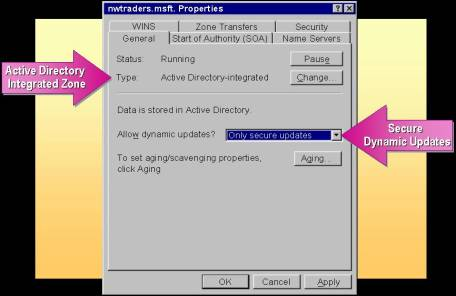 nwtraders.msft. Properties
WINS Zone Transfers Security
General Start of Authority (SOA) Name Servers
Status: Running Pause
Type: Active Directory-integrated Change...
Data is stored in Active Directory.
Allow dynamic updates? Only secure updates
To set aging/scavenging properties,
click Aging
Aging...
OK Cancel Apply
Active Directory
Integrated Zone
Secure
Dynamic Updates